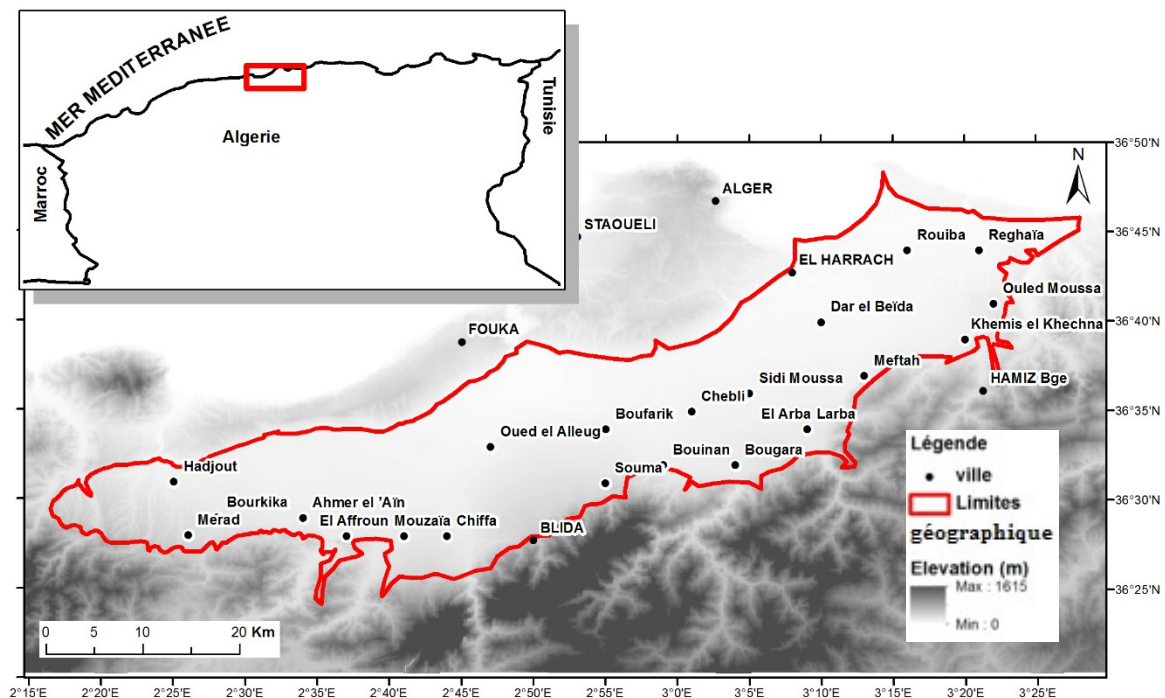 MER MEDITERRANEE
Algerie
Tunisie
Marroc
36°50'N
N
ALGER
STAOUELI
36°45'N
Rouiba
Reghaïa
EL HARRACH
Ouled Moussa
Dar el Beïda
36°40'N
Khemis el Khechna
FOUKA
Meftah
HAMIZ Bge
Sidi Moussa
Chebli
36°35'N
Boufarik
El Arba Larba
Oued el Alleug
Bouinan
Bougara
Souma
Hadjout
36°30'N
Bourkika
Ahmer el 'Aïn
Mérad
El Affroun
Mouzaïa
Chiffa
BLIDA
36°25'N
Légende
ville
Limites
géographique
Elevation (m)
Max : 1615
Min : 0
0 5 10 20 Km
2°15'E 2°20'E 2°25'E 2°30'E 2°35'E 2°40'E 2°45'E 2°50'E 2°55'E 3°0'E 3°5'E 3°10'E 3°15'E 3°20'E 3°25'E